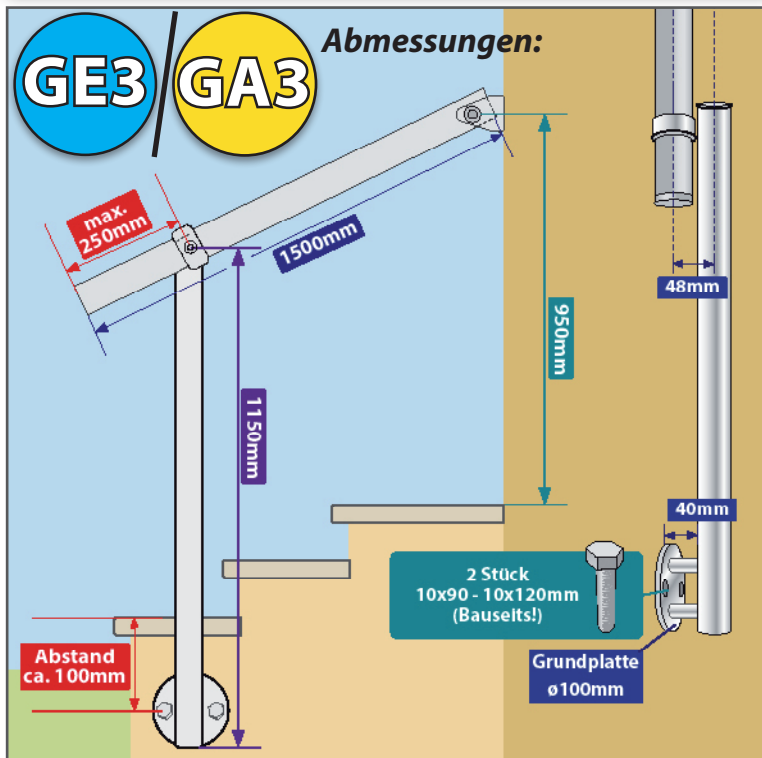 GE3 / GA3
Abmessungen:
max.
250mm
1500mm
950mm
48mm
1150mm
40mm
2 Stück
10x90 - 10x120mm
(Bauseits!)
Abstand
ca. 100mm
Grundplatte
ø100mm